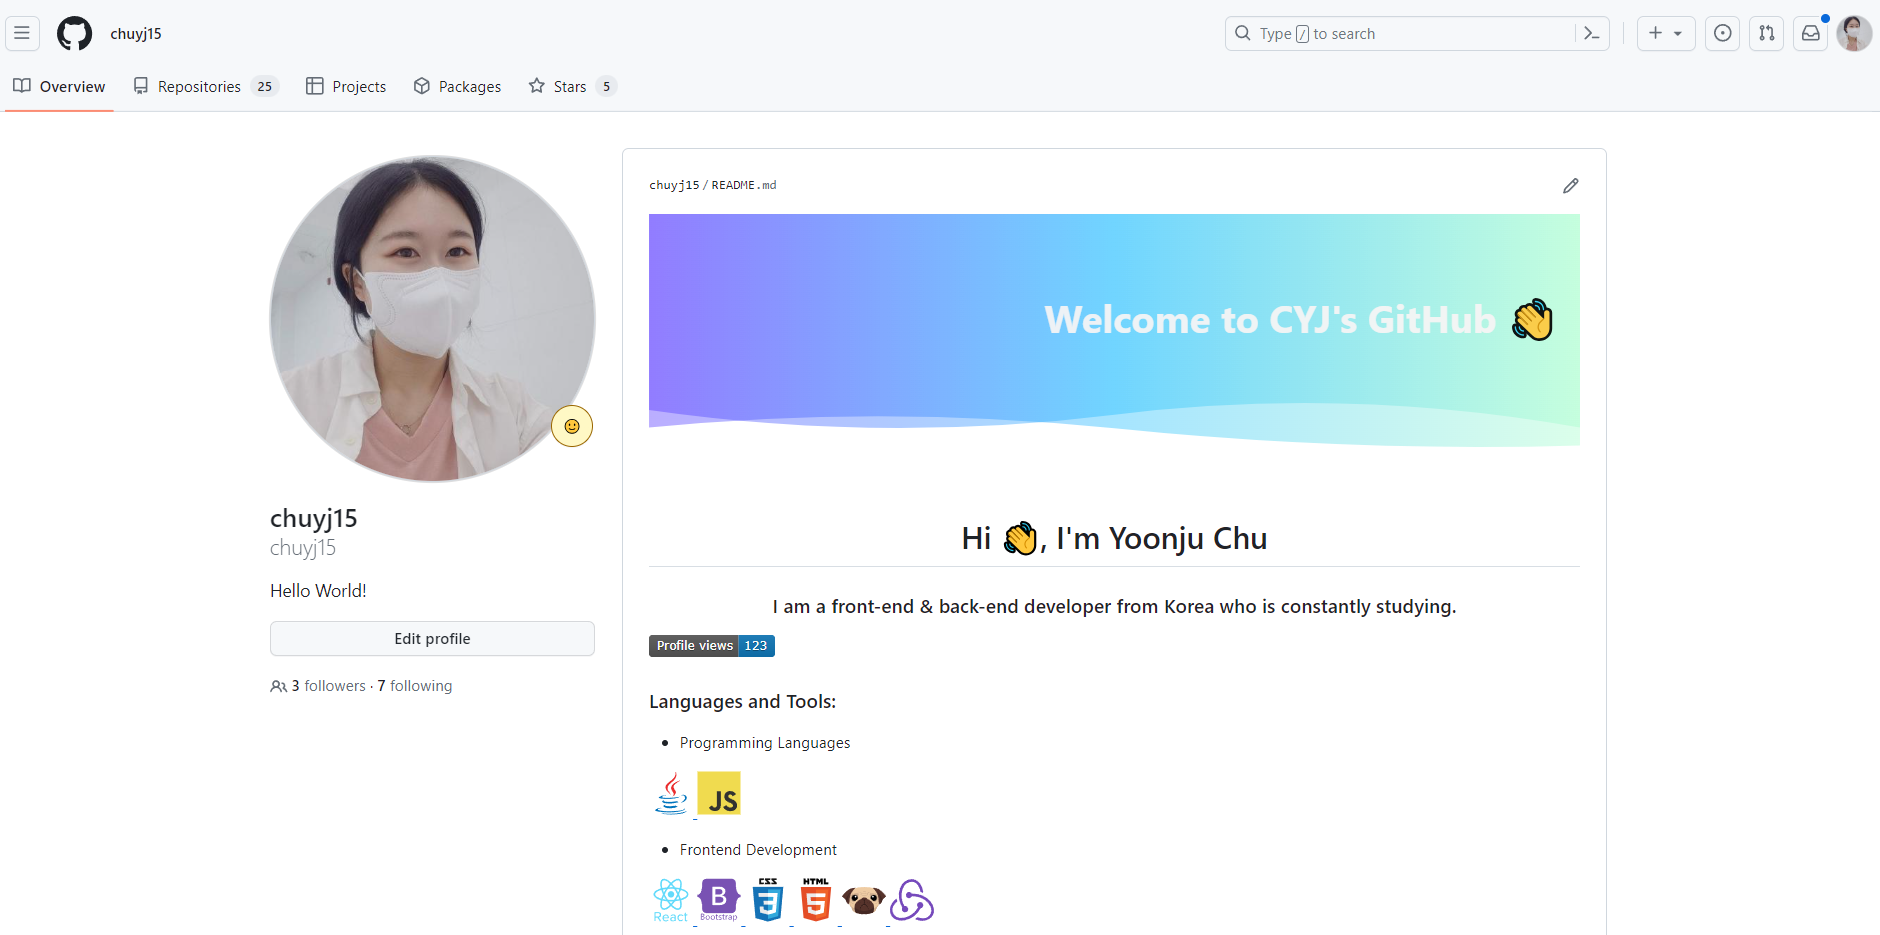 chuyj15
Type / to search
Overview
Repositories 25
Projects
Packages
Stars 5
chuyj15/README.md
Welcome to CYJ's GitHub 👋
chuyj15
chuyj15
Hello World!
Edit profile
3 followers · 7 following
Hi 👋, I'm Yoonju Chu
I am a front-end & back-end developer from Korea who is constantly studying.
Profile views 123
Languages and Tools:
• Programming Languages
JS
• Frontend Development
React
B
Bootstrap
CSS
3
HTML
5